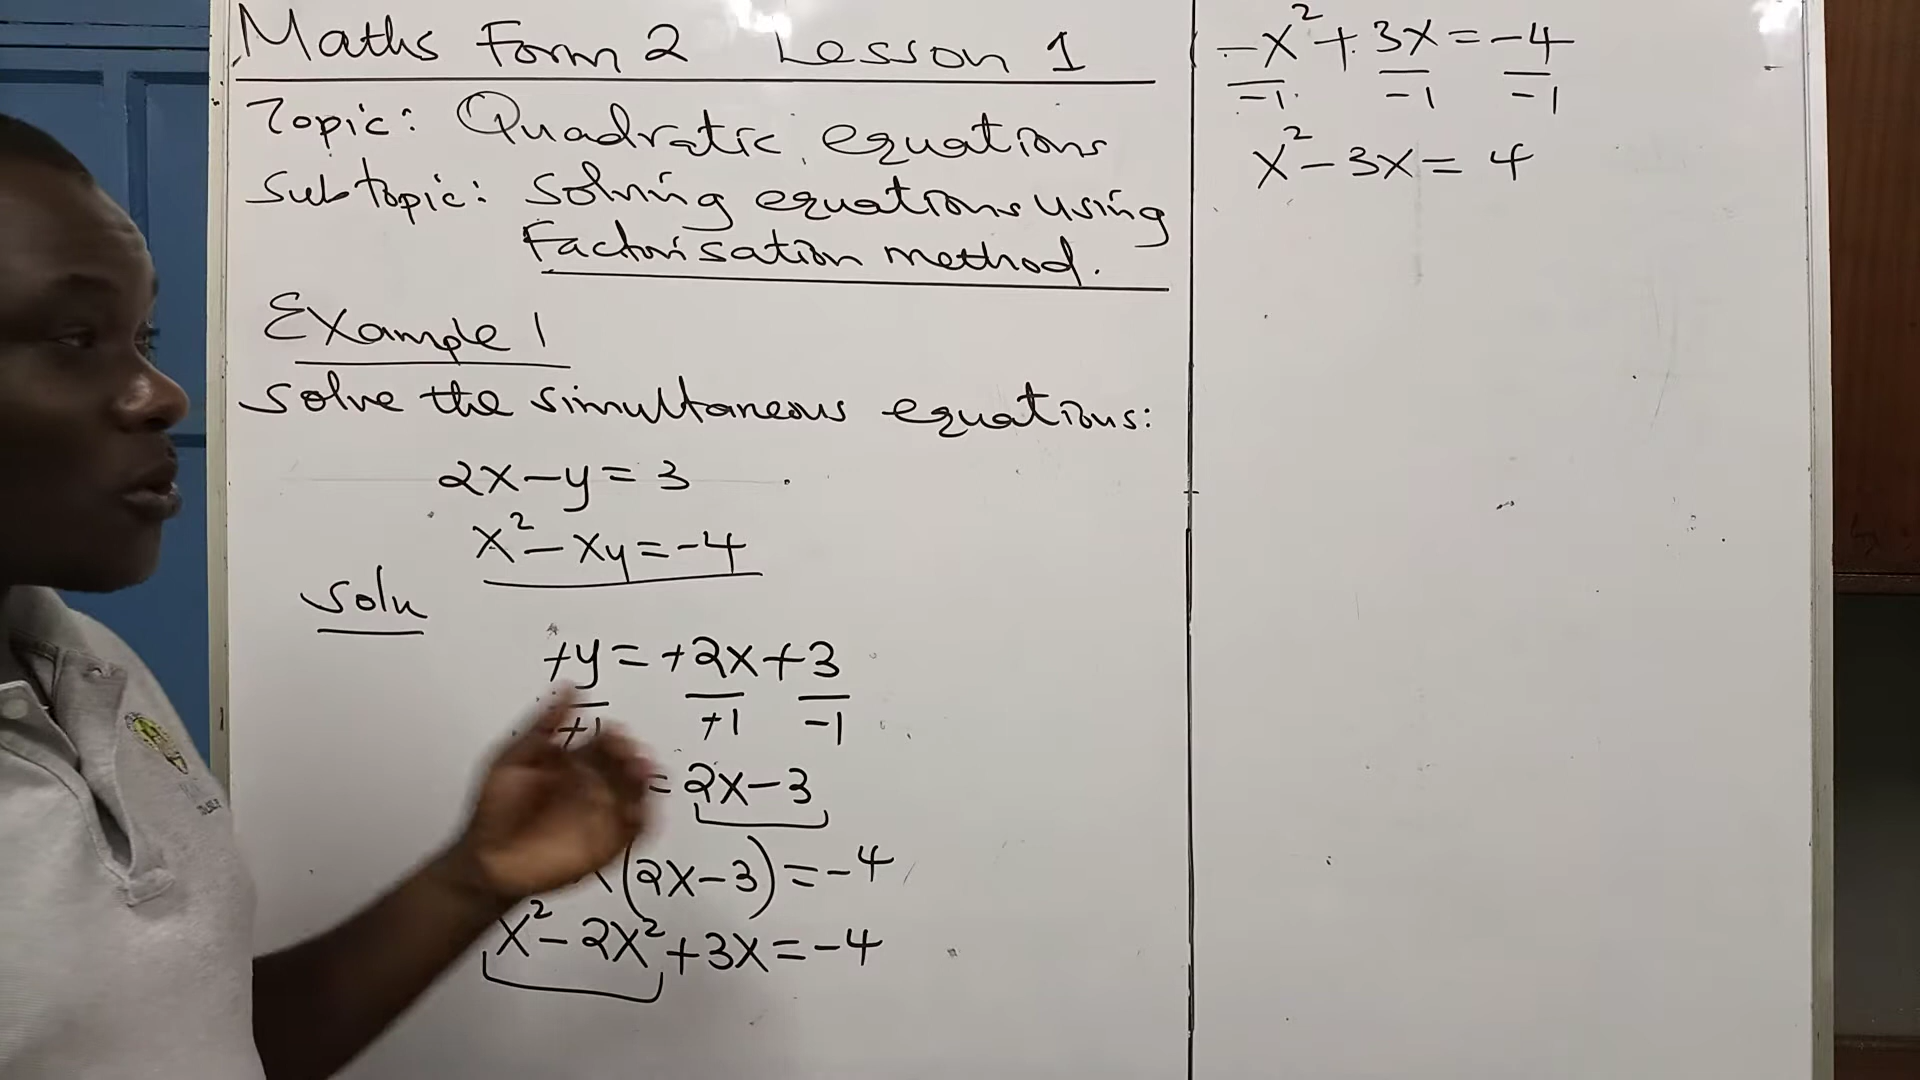 Maths Form 2 Lesson 1
Topic: Quadratic equations
Subtopic: Solving equations using
Factorisation method.
Example 1
Solve the simultaneous equations:
2x-y=3
x²-xy=-4
Soln
+y=+2x+3
+1 +1 -1
=2x-3
(2x-3)=-4
x²-2x²+3x=-4
-x²+3x=-4
-1 -1 -1
x²-3x=4